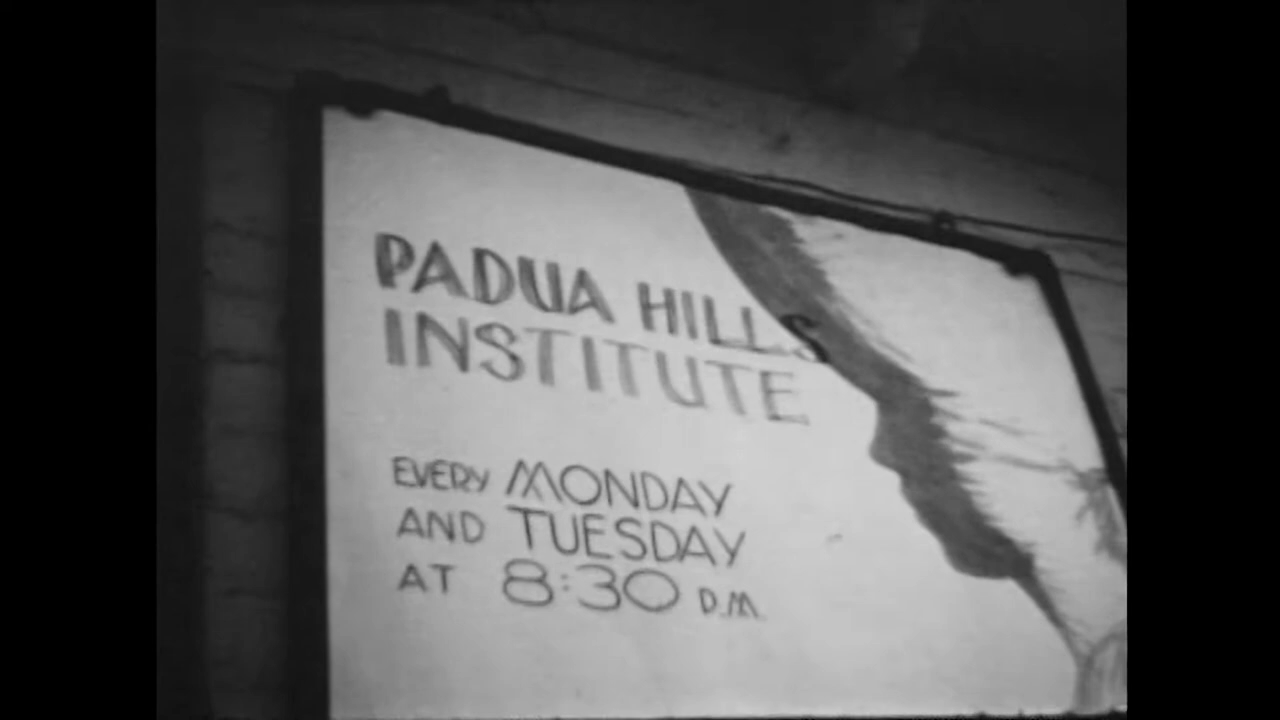 PADUA HILLS
INSTITUTE
EVERY MONDAY
AND TUESDAY
AT 8:30 P.M.